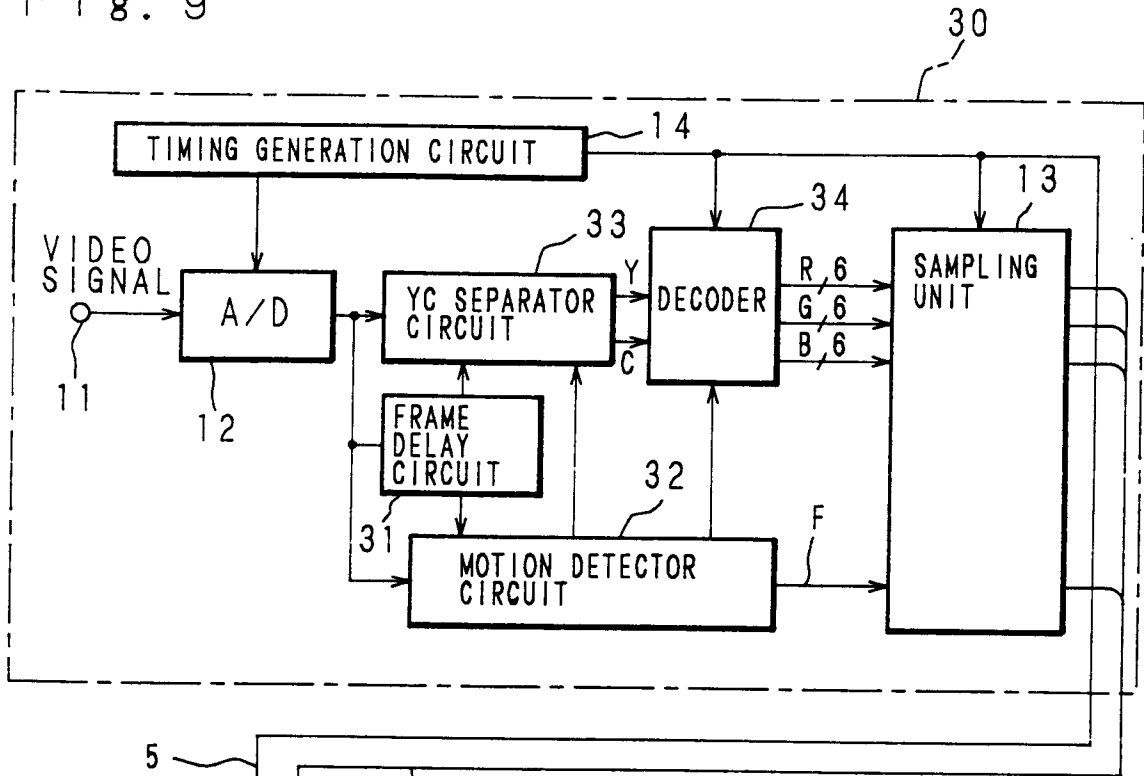 Fig. 9
30
TIMING GENERATION CIRCUIT
14
13
34
33
VIDEO
SIGNAL
A/D
YC SEPARATOR
CIRCUIT
Y
C
DECODER
R 6
G 6
B 6
SAMPLING
UNIT
11
12
FRAME
DELAY
CIRCUIT
31
32
F
MOTION DETECTOR
CIRCUIT
5